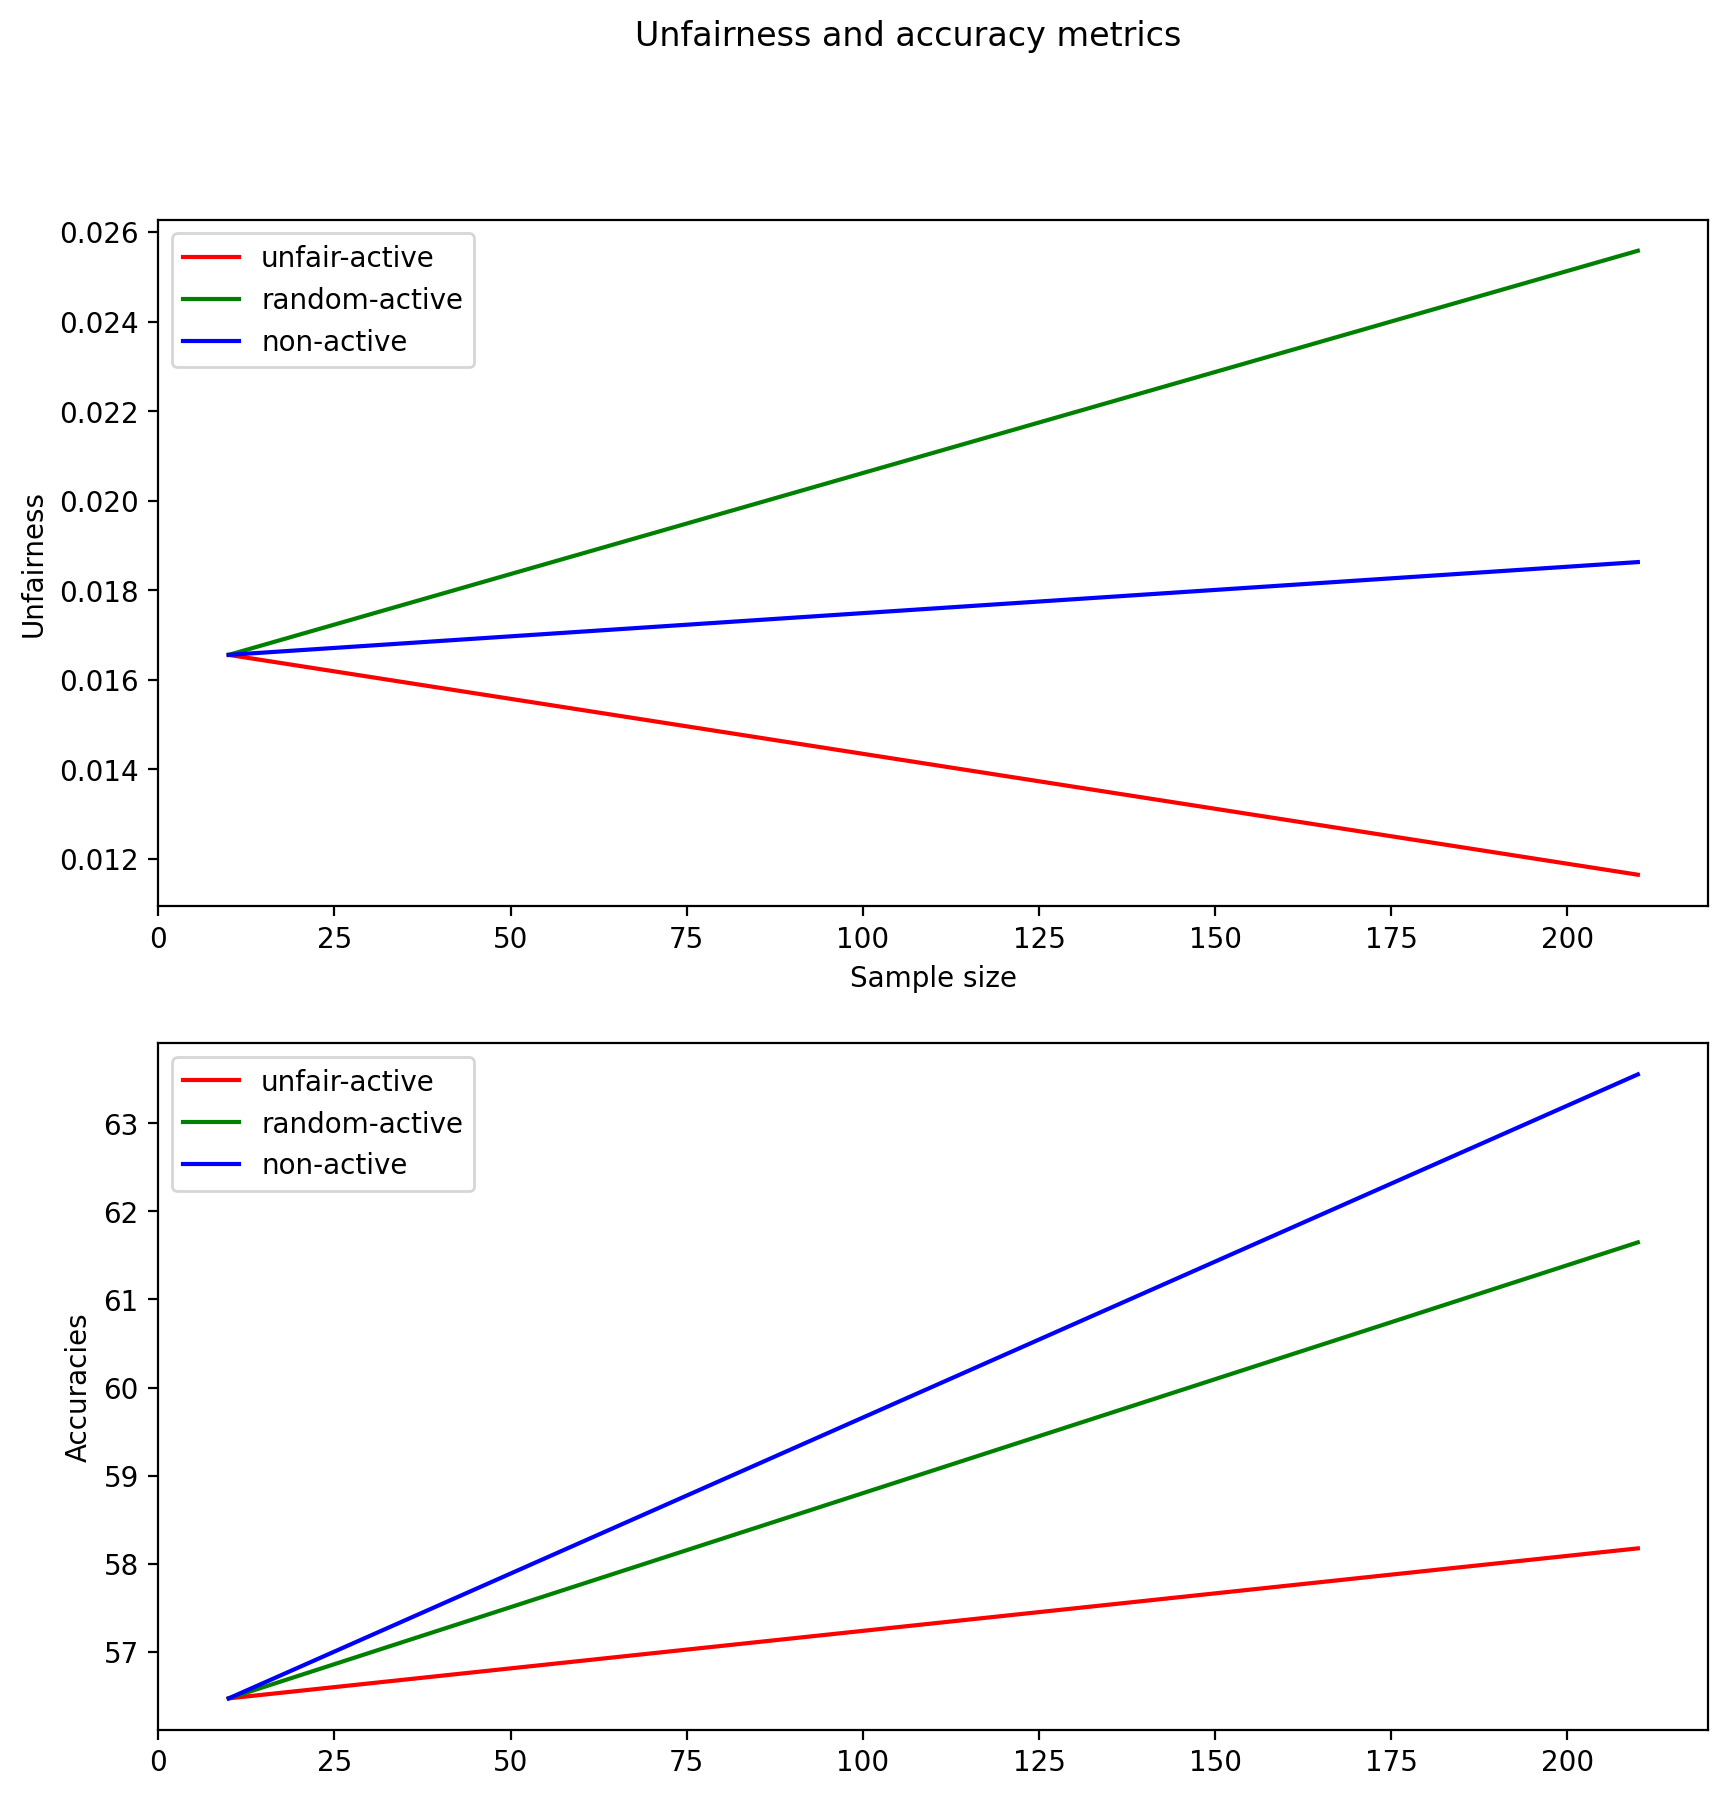 Unfairness and accuracy metrics
0.026
0.024
0.022
0.020
0.018
0.016
0.014
0.012
Unfairness
unfair-active
random-active
non-active
0 25 50 75 100 125 150 175 200
Sample size
63
62
61
60
59
58
57
Accuracies
unfair-active
random-active
non-active
0 25 50 75 100 125 150 175 200